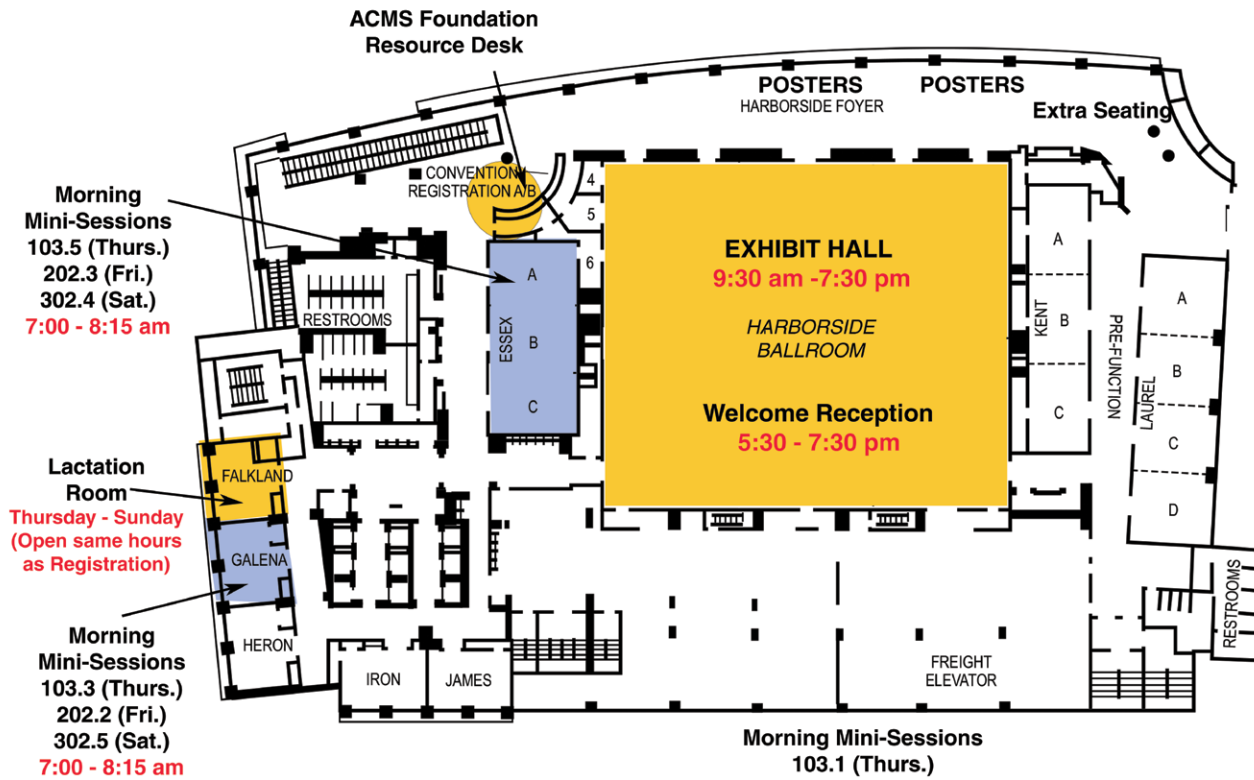 ACMS Foundation
Resource Desk
POSTERS
POSTERS
HARBORSIDE FOYER
Extra Seating
CONVENTION
REGISTRATION A/B
4
5
6
Morning
Mini-Sessions
103.5 (Thurs.)
202.3 (Fri.)
302.4 (Sat.)
7:00 - 8:15 am
RESTROOMS
ESSEX
A
B
C
EXHIBIT HALL
9:30 am -7:30 pm
HARBORSIDE
BALLROOM
Welcome Reception
5:30 - 7:30 pm
KENT
A
B
C
PRE-FUNCTION
LAUREL
A
B
C
D
RESTROOMS
FALKLAND
Lactation
Room
Thursday - Sunday
(Open same hours
as Registration)
GALENA
HERON
Morning
Mini-Sessions
103.3 (Thurs.)
202.2 (Fri.)
302.5 (Sat.)
7:00 - 8:15 am
IRON
JAMES
FREIGHT
ELEVATOR
Morning Mini-Sessions
103.1 (Thurs.)